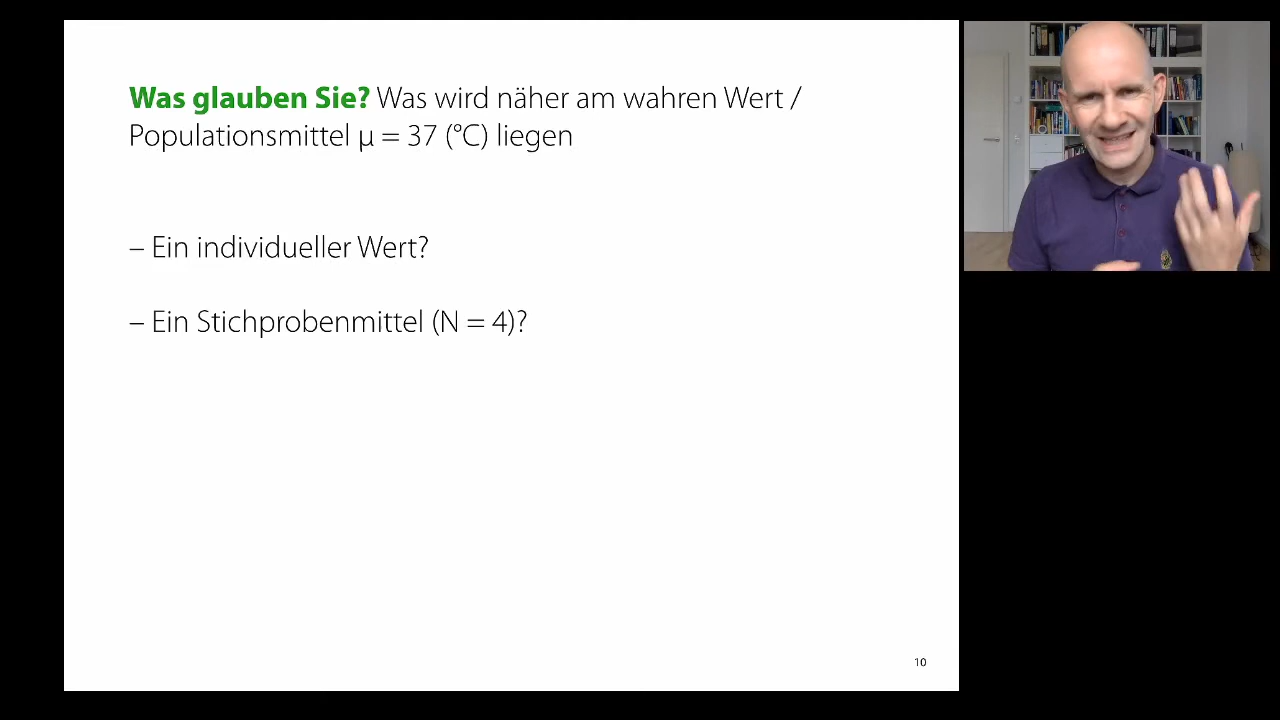 Was glauben Sie? Was wird näher am wahren Wert /
Populationsmittel µ = 37 (°C) liegen
– Ein individueller Wert?
– Ein Stichprobenmittel (N = 4)?
10